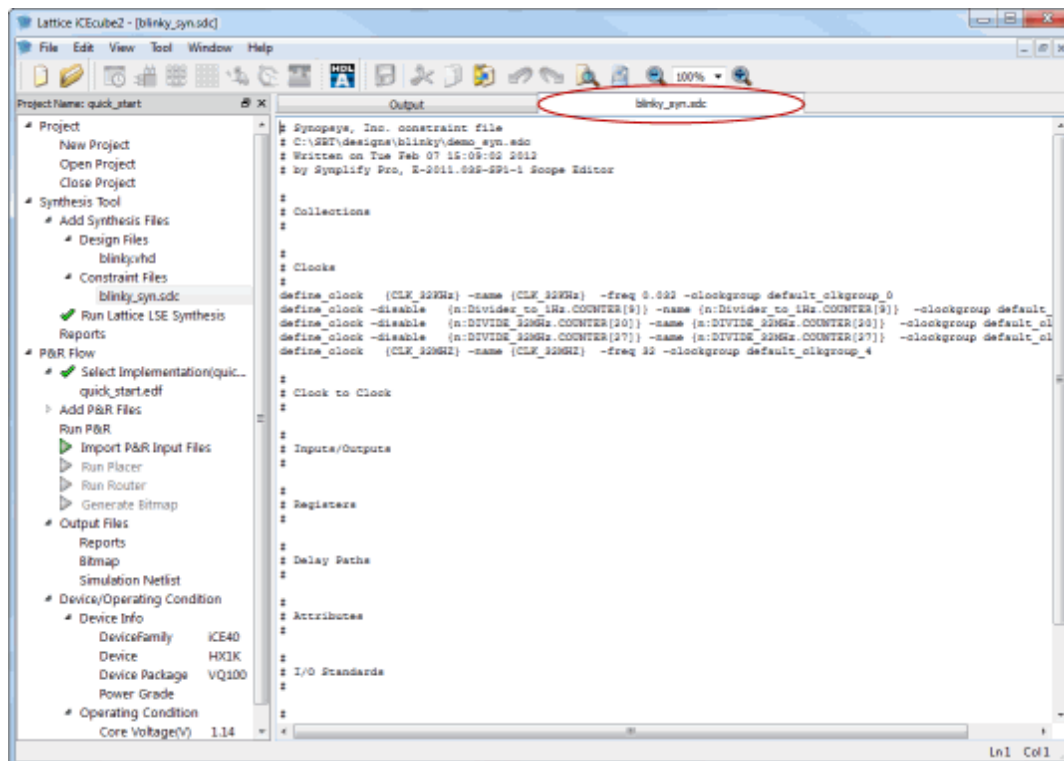 Lattice iCEcube2 - [blinky_syn.sdc]
File Edit View Tool Window Help
100%
Project Name: quick_start
Output
blinky_syn.sdc
Project
New Project
Open Project
Close Project
Synthesis Tool
Add Synthesis Files
Design Files
blinky.vhd
Constraint Files
blinky_syn.sdc
Run Lattice LSE Synthesis
Reports
P&R Flow
Select Implementation(quic...
quick_start.edf
Add P&R Files
Run P&R
Import P&R Input Files
Run Placer
Run Router
Generate Bitmap
Output Files
Reports
Bitmap
Simulation Netlist
Device/Operating Condition
Device Info
DeviceFamily iCE40
Device HX1K
Device Package VQ100
Power Grade
Operating Condition
Core Voltage(V) 1.14
# Synopsys, Inc. constraint file
# C:\SBT\designs\blinky\demo_syn.sdc
# Written on Tue Feb 07 15:09:02 2012
# by Symplify Pro, E-2011.03S-SP1-1 Scope Editor
#
# Collections
#
#
# Clocks
#
define_clock {CLK_32KHz} -name {CLK_32KHz} -freq 0.032 -clockgroup default_clkgroup_0
define_clock -disable {n:Divider_to_1Hz.COUNTER[9]} -name {n:Divider_to_1Hz.COUNTER[9]} -clockgroup default_
define_clock -disable {n:DIVIDE_32MHz.COUNTER[20]} -name {n:DIVIDE_32MHz.COUNTER[20]} -clockgroup default_cl
define_clock -disable {n:DIVIDE_32MHz.COUNTER[27]} -name {n:DIVIDE_32MHz.COUNTER[27]} -clockgroup default_cl
define_clock {CLK_32MHZ} -name {CLK_32MHZ} -freq 32 -clockgroup default_clkgroup_4
#
# Clock to Clock
#
#
# Inputs/Outputs
#
#
# Registers
#
#
# Delay Paths
#
#
# Attributes
#
#
# I/O Standards
#
#
Ln1 Col1